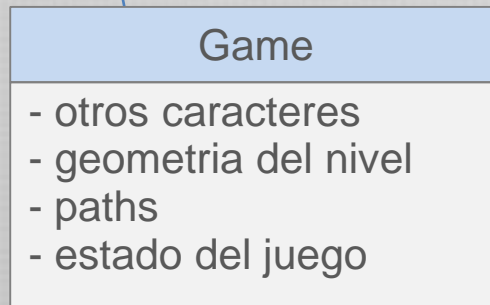 Game
- otros caracteres
- geometria del nivel
- paths
- estado del juego